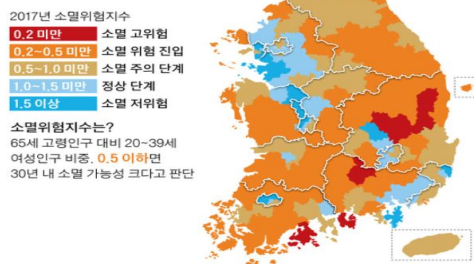 2017년 소멸위험지수
0.2 미만 소멸 고위험
0.2~0.5 미만 소멸 위험 진입
0.5~1.0 미만 소멸 주의 단계
1.0~1.5 미만 정상 단계
1.5 이상 소멸 저위험
소멸위험지수는?
65세 고령인구 대비 20~39세
여성인구 비중. 0.5 이하면
30년 내 소멸 가능성 크다고 판단